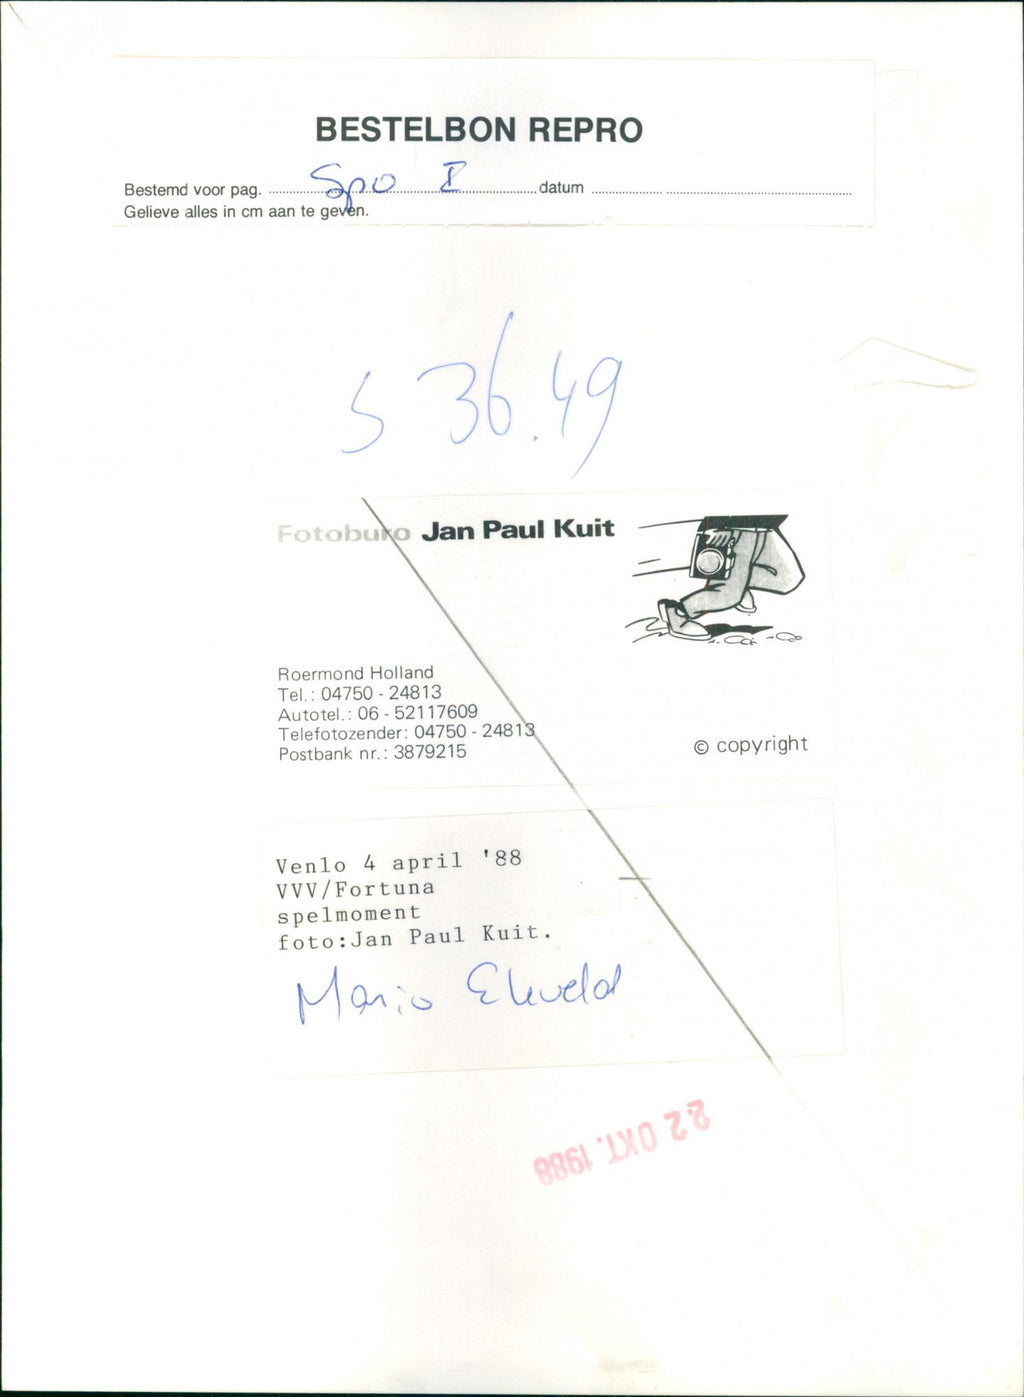 BESTELBON REPRO
Bestemd voor pag. Spo I datum
Gelieve alles in cm aan te geven.
S 36.49
Fotoburo Jan Paul Kuit
Roermond Holland
Tel.: 04750 - 24813
Autotel.: 06 - 52117609
Telefotozender: 04750 - 24813
Postbank nr.: 3879215
© copyright
Venlo 4 april '88
VVV/Fortuna
spelmoment
foto:Jan Paul Kuit.
Mario Eleveld
22 OKT. 1988